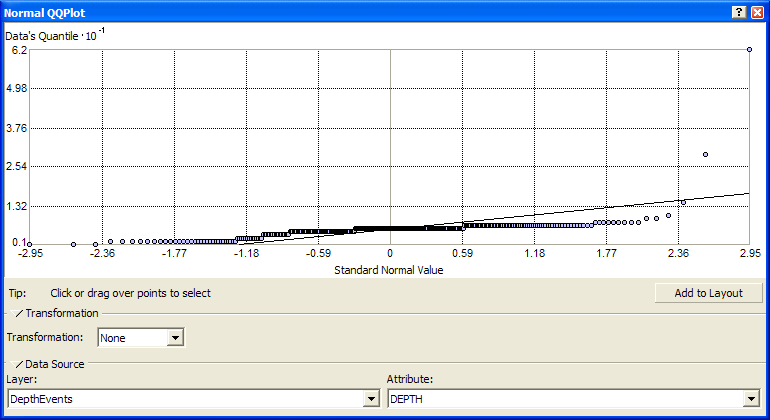 Normal QQPlot
Data's Quantile · 10 -1
6.2
4.98
3.76
2.54
1.32
0.1
-2.95 -2.36 -1.77 -1.18 -0.59 0 0.59 1.18 1.77 2.36 2.95
Standard Normal Value
Tip: Click or drag over points to select Add to Layout
Transformation
Transformation: None
Data Source
Layer: Attribute:
DepthEvents DEPTH